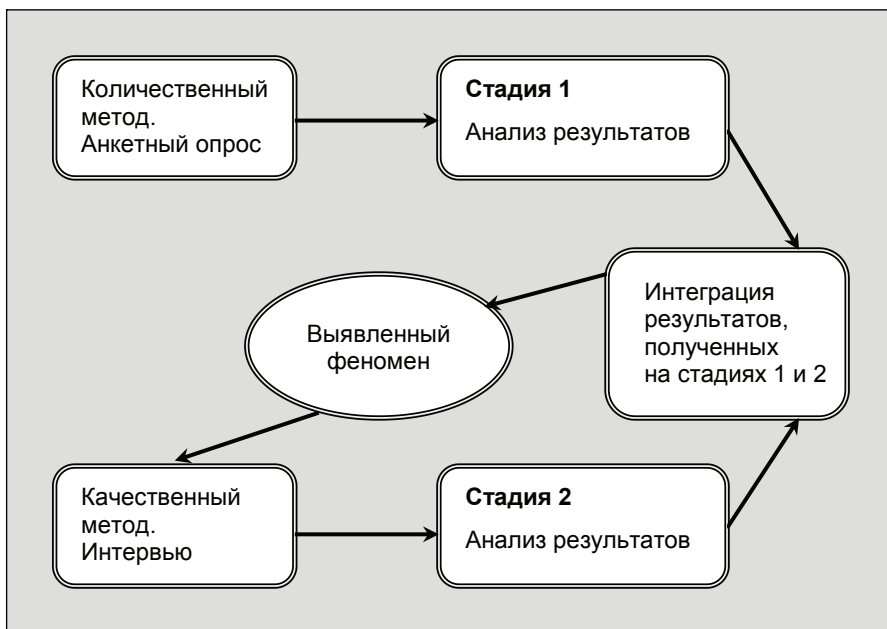 Количественный
метод.
Анкетный опрос
Стадия 1
Анализ результатов
Интеграция
результатов,
полученных
на стадиях 1 и 2
Выявленный
феномен
Качественный
метод.
Интервью
Стадия 2
Анализ результатов